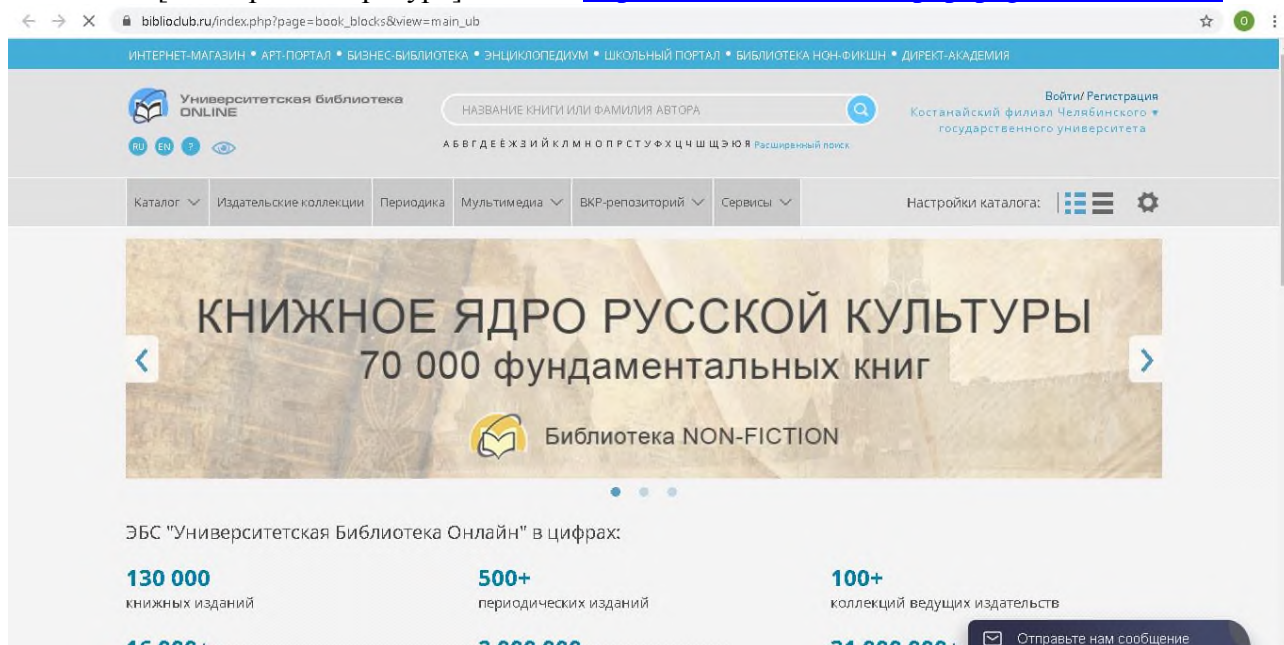 biblioclub.ru/index.php?page=book_blocks&view=main_ub
ИНТЕРНЕТ-МАГАЗИН • АРТ-ПОРТАЛ • БИЗНЕС-БИБЛИОТЕКА • ЭНЦИКЛОПЕДИУМ • ШКОЛЬНЫЙ ПОРТАЛ • БИБЛИОТЕКА НОН-ФИКШН • ДИРЕКТ-АКАДЕМИЯ
Университетская библиотека
ONLINE
НАЗВАНИЕ КНИГИ ИЛИ ФАМИЛИЯ АВТОРА
Войти/ Регистрация
Костанайский филиал Челябинского
государственного университета
RU EN ?
А Б В Г Д Е Ё Ж З И Й К Л М Н О П Р С Т У Ф Х Ц Ч Ш Щ Э Ю Я Расширенный поиск
Каталог Издательские коллекции Периодика Мультимедиа ВКР-репозиторий Сервисы Настройки каталога:
КНИЖНОЕ ЯДРО РУССКОЙ КУЛЬТУРЫ
70 000 фундаментальных книг
Библиотека NON-FICTION
ЭБС "Университетская Библиотека Онлайн" в цифрах:
130 000 500+ 100+
книжных изданий периодических изданий коллекций ведущих издательств
Отправьте нам сообщение